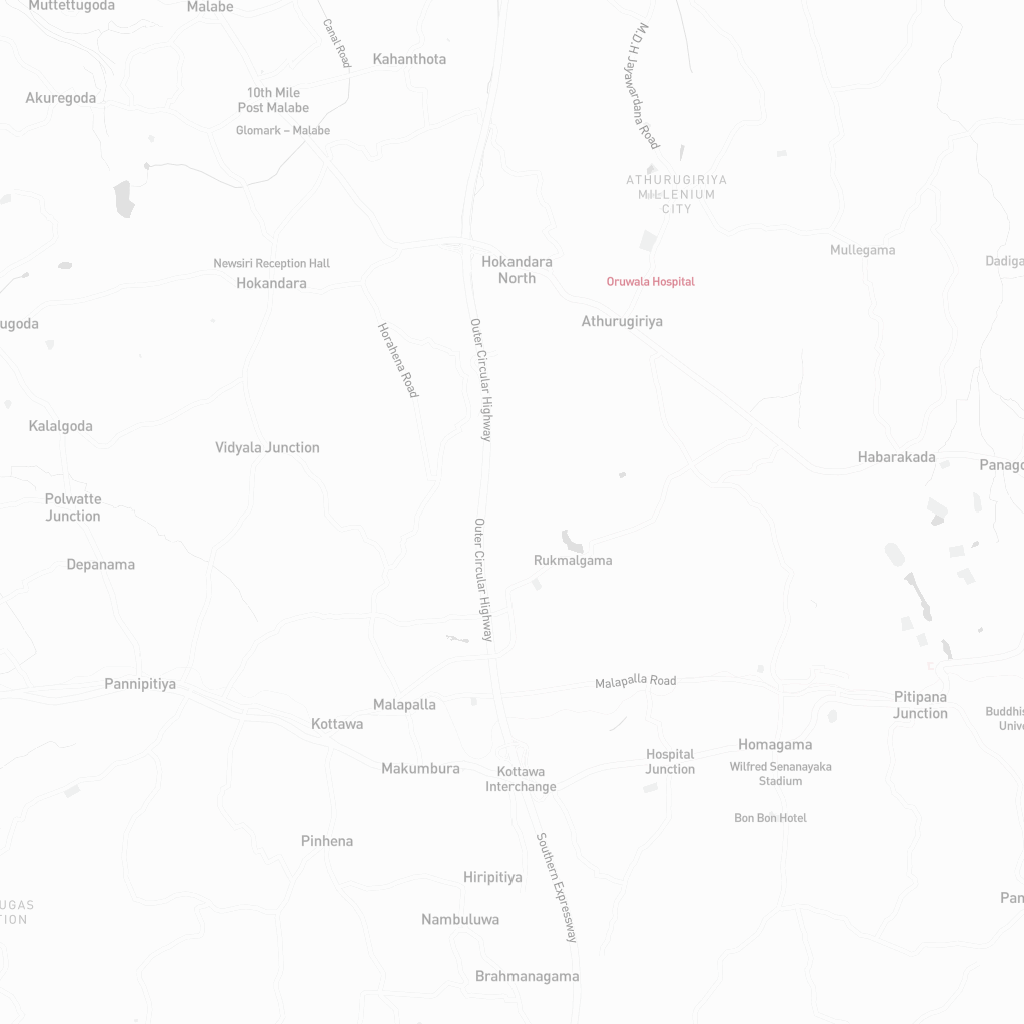 Muttettugoda
Malabe
Canal Road
M.D.H Jayawardana Road
Kahanthota
Akuregoda
10th Mile
Post Malabe
Glomark – Malabe
ATHURUGIRIYA
MILLENIUM
CITY
Mullegama
Newsiri Reception Hall
Hokandara
Hokandara
North
Dadiga
Oruwala Hospital
ugoda
Athurugiriya
Horahena Road
Outer Circular Highway
Kalalgoda
Vidyala Junction
Habarakada
Panago
Polwatte
Junction
Depanama
Outer Circular Highway
Rukmalgama
Pannipitiya
Malapalla Road
Malapalla
Pitipana
Junction
Buddhis
Unive
Kottawa
Homagama
Hospital
Junction
Makumbura
Kottawa
Interchange
Wilfred Senanayaka
Stadium
Bon Bon Hotel
Pinhena
Southern Expressway
Hiripitiya
Pan
UGAS
TION
Nambuluwa
Brahmanagama